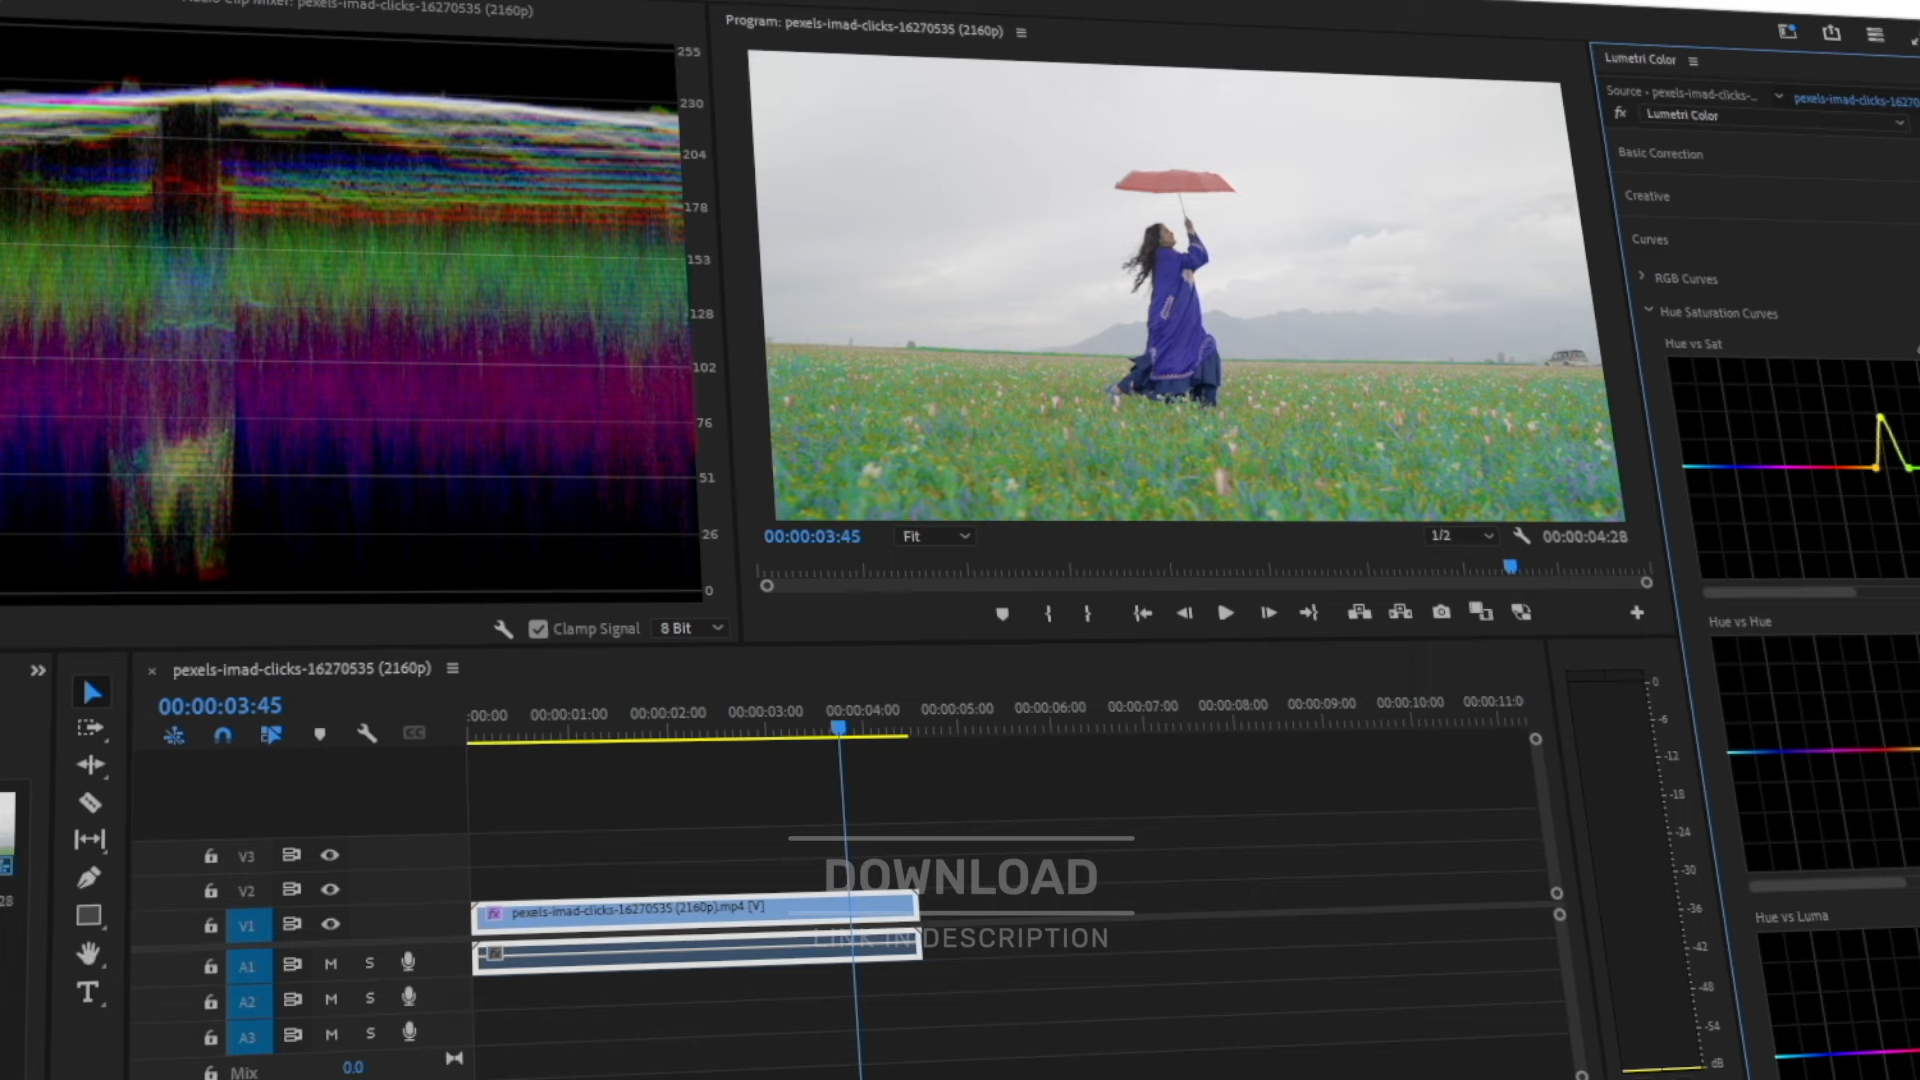 Audio Clip Mixer: pexels-imad-clicks-16270535 (2160p)
255
230
204
178
153
128
102
76
51
26
0
Clamp Signal
8 Bit
Program: pexels-imad-clicks-16270535 (2160p)
00:00:03:45
Fit
1/2
00:00:04:28
Lumetri Color
Source • pexels-imad-clicks-...
pexels-imad-clicks-16270
fx
Lumetri Color
Basic Correction
Creative
Curves
RGB Curves
Hue Saturation Curves
Hue vs Sat
Hue vs Hue
Hue vs Luma
pexels-imad-clicks-16270535 (2160p)
00:00:03:45
:00:00
00:00:01:00
00:00:02:00
00:00:03:00
00:00:04:00
00:00:05:00
00:00:06:00
00:00:07:00
00:00:08:00
00:00:09:00
00:00:10:00
00:00:11:0
CC
V3
V2
V1
fx pexels-imad-clicks-16270535 (2160p).mp4 [V]
A1 M S
A2 M S
A3 M S
Mix 0.0
DOWNLOAD
LINK IN DESCRIPTION
0
-6
-12
-18
-24
-30
-36
-42
-48
-54
dB
28
T